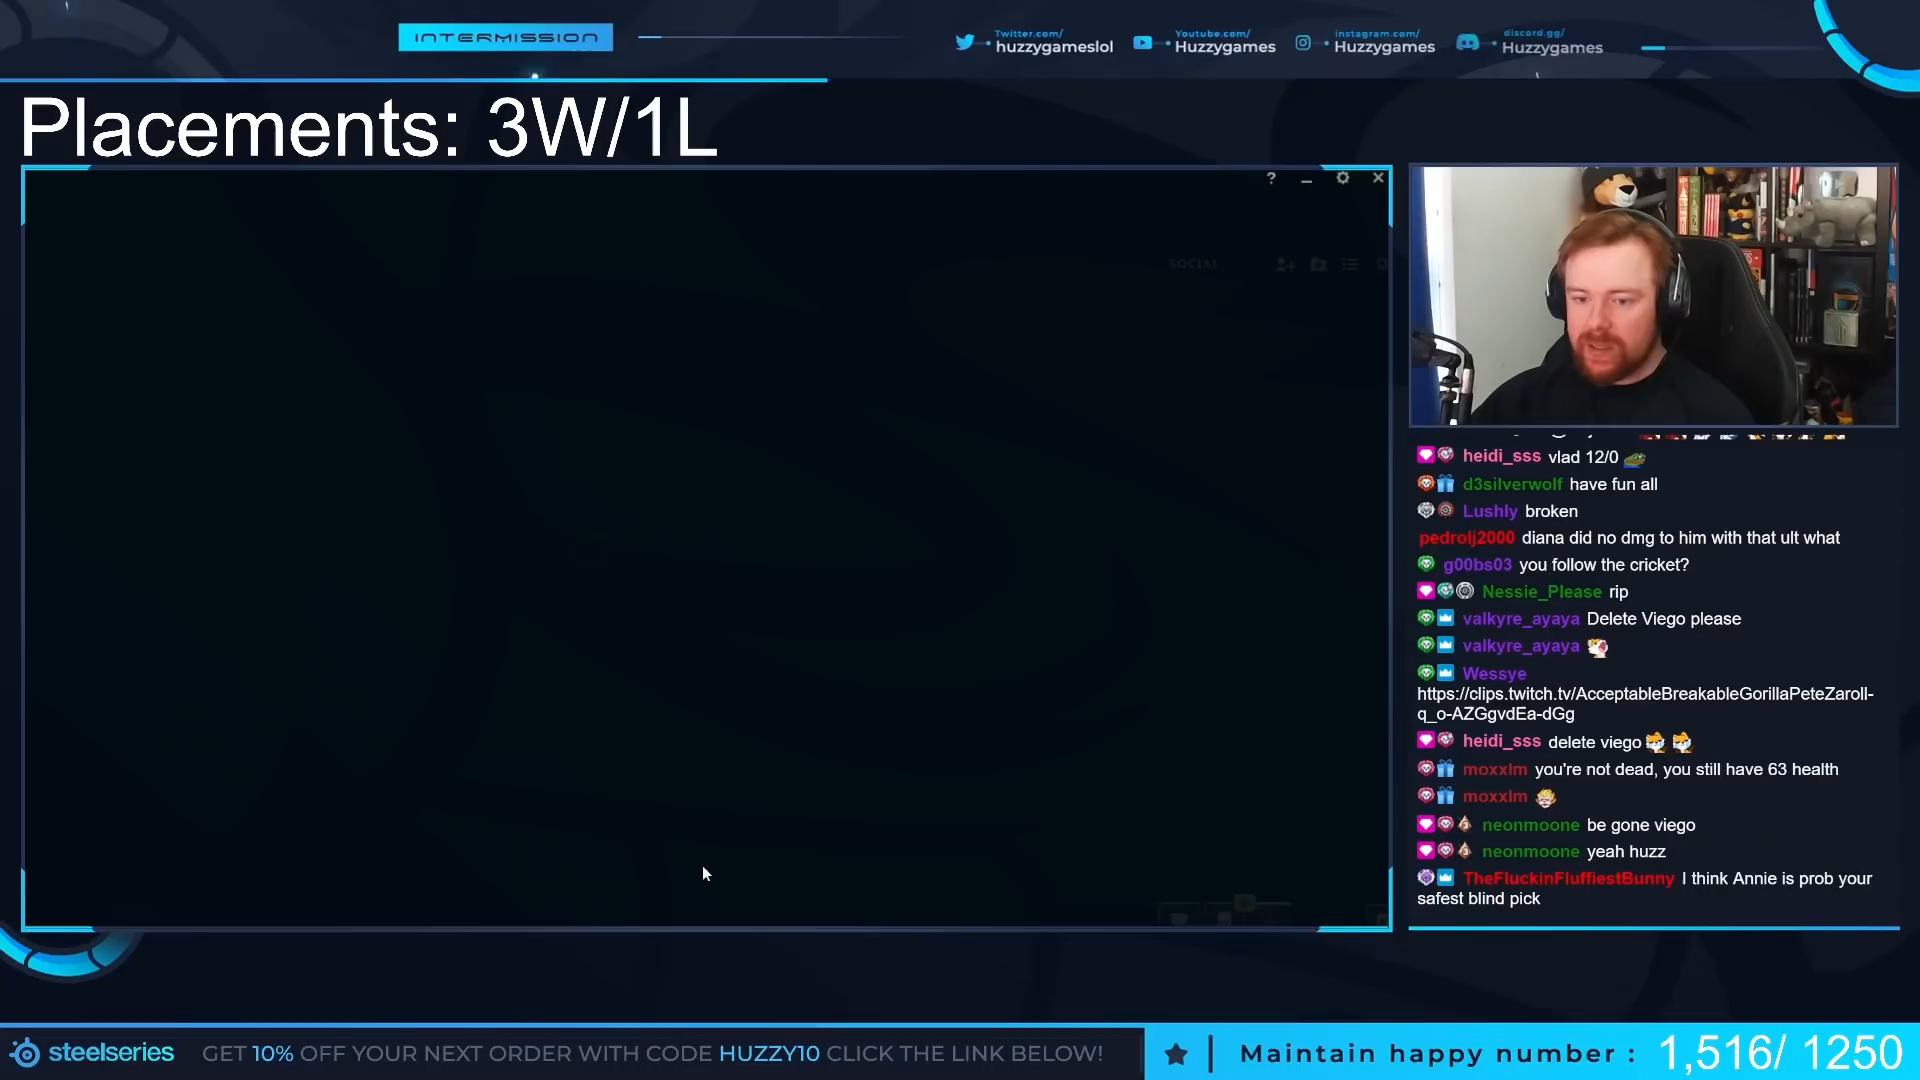 INTERMISSION
Twitter.com/
huzzygameslol
Youtube.com/
Huzzygames
instagram.com/
Huzzygames
discord.gg/
Huzzygames
Placements: 3W/1L
?
SOCIAL
heidi_sss vlad 12/0
d3silverwolf have fun all
Lushly broken
pedrolj2000 diana did no dmg to him with that ult what
g00bs03 you follow the cricket?
Nessie_Please rip
valkyre_ayaya Delete Viego please
valkyre_ayaya
Wessye
https://clips.twitch.tv/AcceptableBreakableGorillaPeteZaroll-
q_o-AZGgvdEa-dGg
heidi_sss delete viego
moxxlm you're not dead, you still have 63 health
moxxlm
neonmoone be gone viego
neonmoone yeah huzz
TheFluckinFluffiestBunny I think Annie is prob your
safest blind pick
steelseries GET 10% OFF YOUR NEXT ORDER WITH CODE HUZZY10 CLICK THE LINK BELOW!
Maintain happy number : 1,516/ 1250